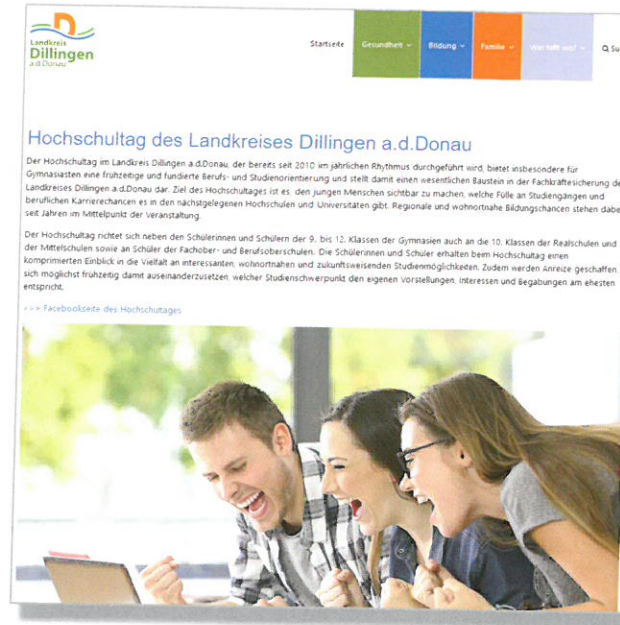 Landkreis
Dillingen
a.d.Donau
Startseite Gesundheit Bildung Familie Wer hilft wo? Su
Hochschultag des Landkreises Dillingen a.d.Donau
Der Hochschultag im Landkreis Dillingen a.d.Donau, der bereits seit 2010 im jährlichen Rhythmus durchgeführt wird, bietet insbesondere für
Gymnasiasten eine frühzeitige und fundierte Berufs- und Studienorientierung und stellt damit einen wesentlichen Baustein in der Fachkräftesicherung de
Landkreises Dillingen a.d.Donau dar. Ziel des Hochschultages ist es, den jungen Menschen sichtbar zu machen, welche Fülle an Studiengängen und
beruflichen Karrierechancen es in den nächstgelegenen Hochschulen und Universitäten gibt. Regionale und wohnortnahe Bildungschancen stehen dabe
seit Jahren im Mittelpunkt der Veranstaltung.
Der Hochschultag richtet sich neben den Schülerinnen und Schülern der 9. bis 12. Klassen der Gymnasien auch an die 10. Klassen der Realschulen und
der Mittelschulen sowie an Schüler der Fachober- und Berufsoberschulen. Die Schülerinnen und Schüler erhalten beim Hochschultag einen
komprimierten Einblick in die Vielfalt an interessanten, wohnortnahen und zukunftsweisenden Studienmöglichkeiten. Zudem werden Anreize geschaffen,
sich möglichst frühzeitig damit auseinanderzusetzen, welcher Studienschwerpunkt den eigenen Vorstellungen, Interessen und Begabungen am ehesten
entspricht.
>>> Facebookseite des Hochschultages